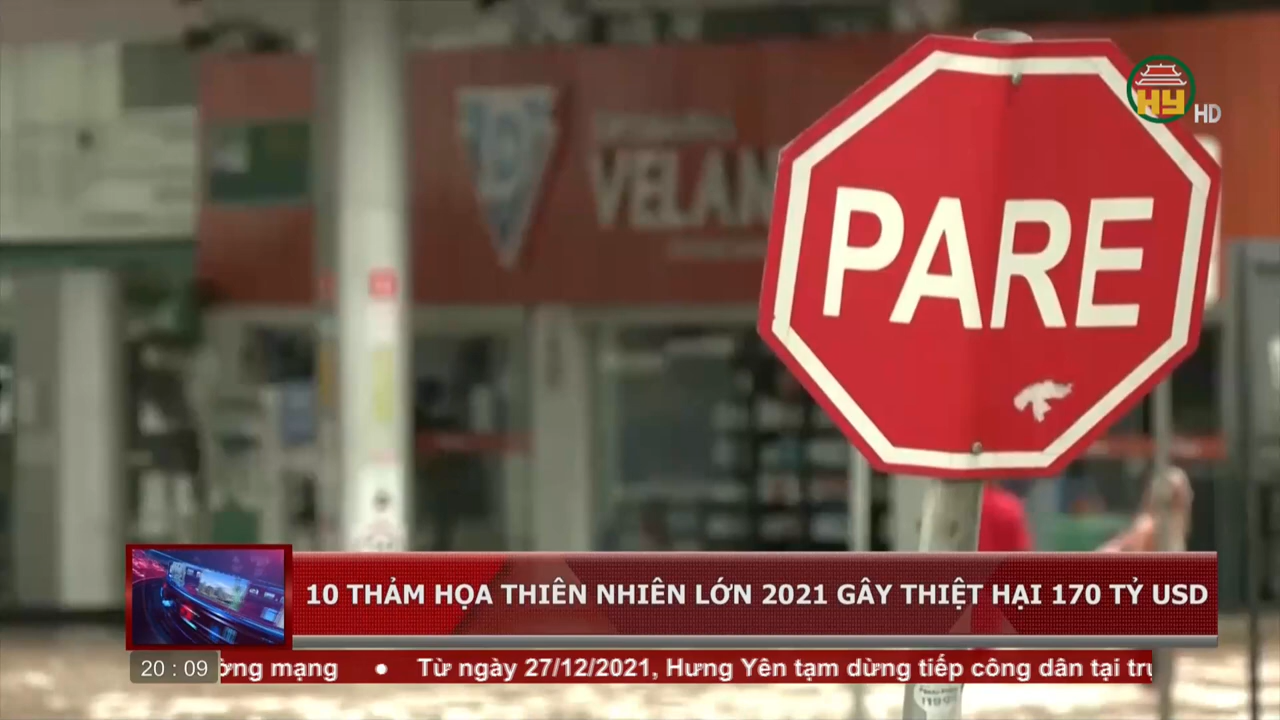 HY HD
VELAN
PARE
10 THẢM HỌA THIÊN NHIÊN LỚN 2021 GÂY THIỆT HẠI 170 TỶ USD
20 : 09
ờng mạng • Từ ngày 27/12/2021, Hưng Yên tạm dừng tiếp công dân tại trụ